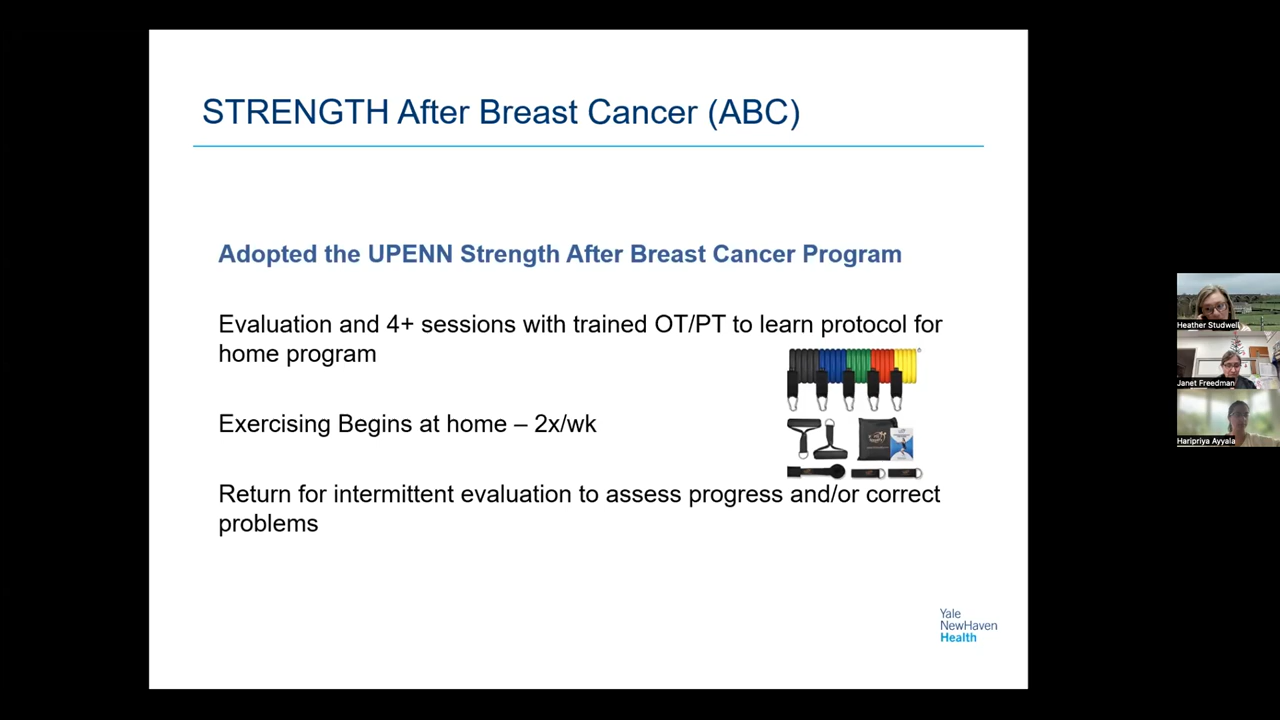 STRENGTH After Breast Cancer (ABC)
Adopted the UPENN Strength After Breast Cancer Program
Evaluation and 4+ sessions with trained OT/PT to learn protocol for
home program
Exercising Begins at home – 2x/wk
Return for intermittent evaluation to assess progress and/or correct
problems
Yale
NewHaven
Health
Heather Studwell
Janet Freedman
Haripriya Ayyala